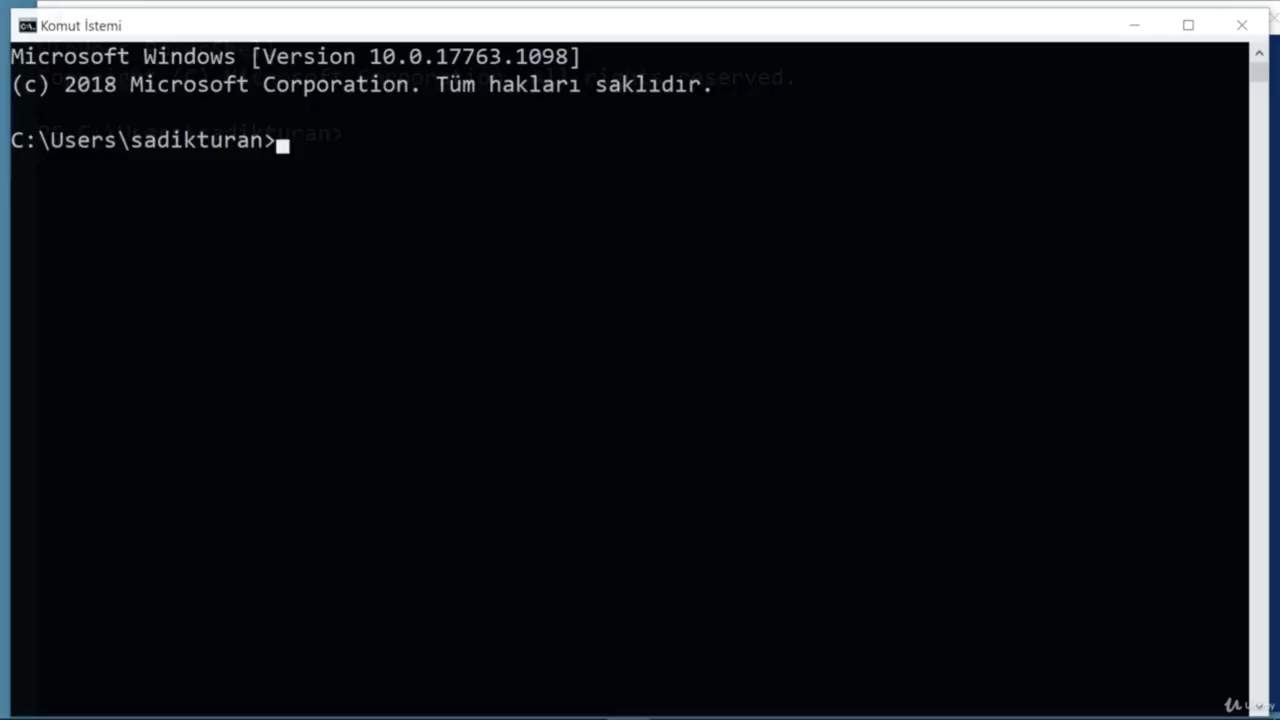 Komut İstemi
Microsoft Windows [Version 10.0.17763.1098]
(c) 2018 Microsoft Corporation. Tüm hakları saklıdır.
C:\Users\sadikturan>